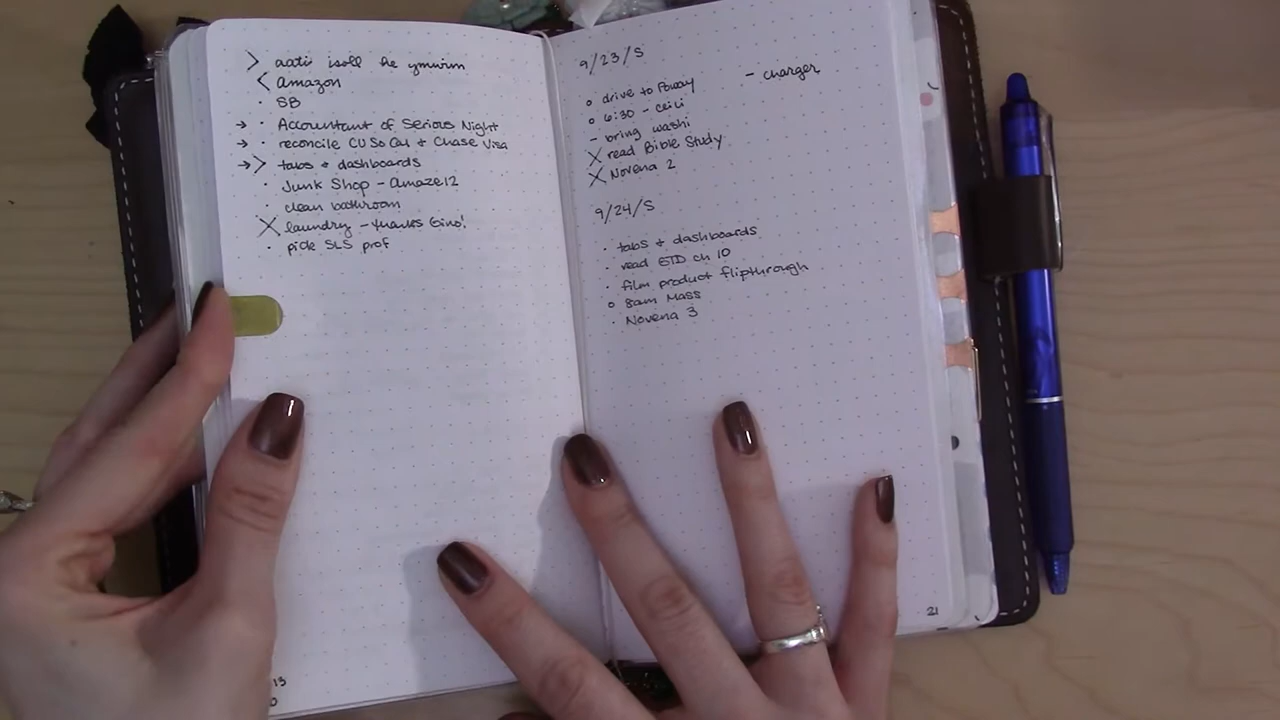 > 
< amazon
· SB
→ · Accountant of Serious Night
→ · reconcile CU So Cal + Chase Visa
→ > tabs + dashboards
· Junk Shop - amaze12
· clean bathroom
X laundry - thanks Gino!
· pick SLS prof
13
0
9/23/S
o drive to Poway
- charger
o 6:30 - ceili
- bring washi
X read Bible Study
X Novena 2
9/24/S
· tabs + dashboards
· read ETD ch 10
· film product flipthrough
o 8am Mass
· Novena 3
21